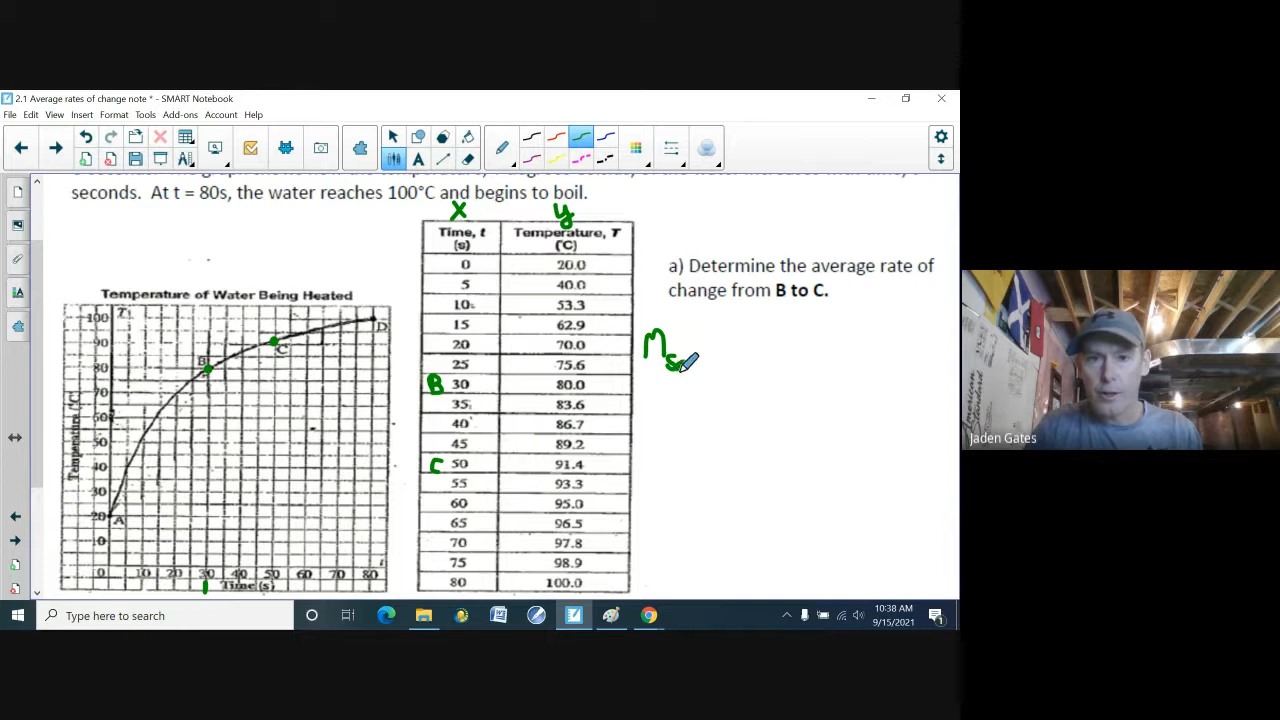 2.1 Average rates of change note * - SMART Notebook
File Edit View Insert Format Tools Add-ons Account Help
seconds. At t = 80s, the water reaches 100°C and begins to boil.
x y
Time, t (s) Temperature, T (°C)
0 20.0
5 40.0
10 53.3
15 62.9
20 70.0
25 75.6
B 30 80.0
35 83.6
40 86.7
45 89.2
C 50 91.4
55 93.3
60 95.0
65 96.5
70 97.8
75 98.9
80 100.0
a) Determine the average rate of
change from B to C.
M se
Temperature of Water Being Heated
T
100
90
80
70
60
50
40
30
20
10
Temperature (°C)
A
B
C
D
0 10 20 30 40 50 60 70 80
t
Time (s)
American Standard
Jaden Gates
Type here to search
10:38 AM
9/15/2021
1